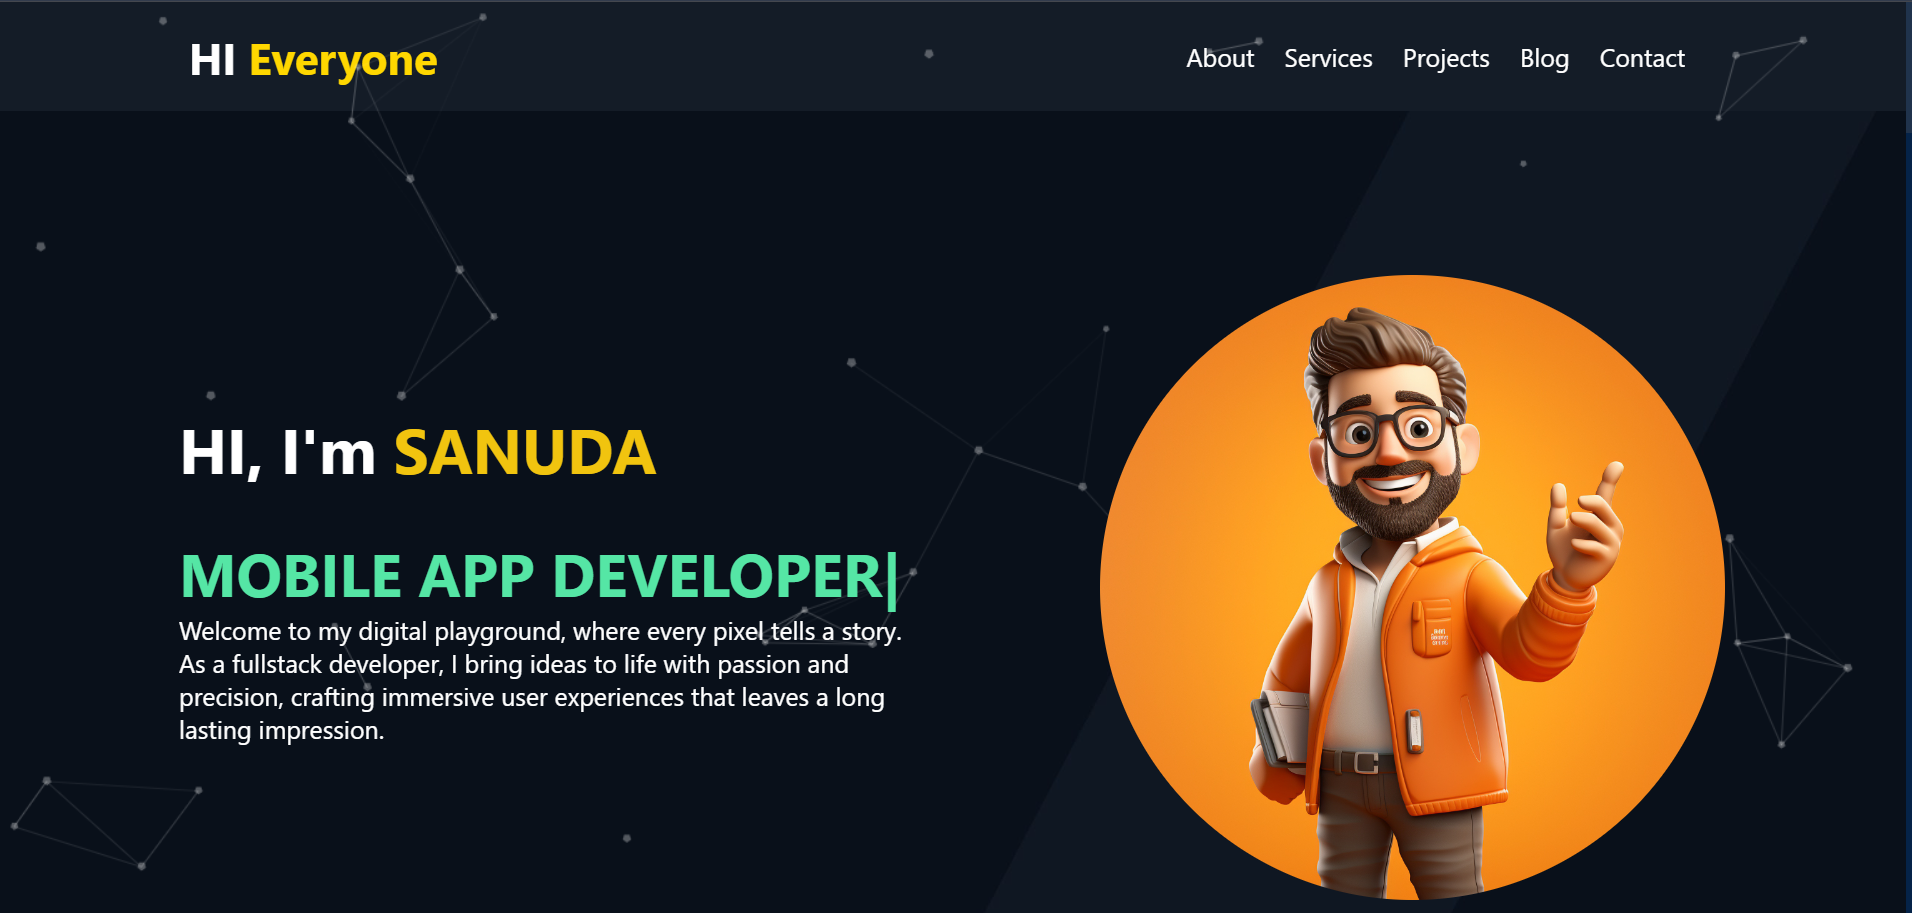 HI Everyone
About Services Projects Blog Contact
HI, I'm SANUDA
MOBILE APP DEVELOPER|
Welcome to my digital playground, where every pixel tells a story.
As a fullstack developer, I bring ideas to life with passion and
precision, crafting immersive user experiences that leaves a long
lasting impression.